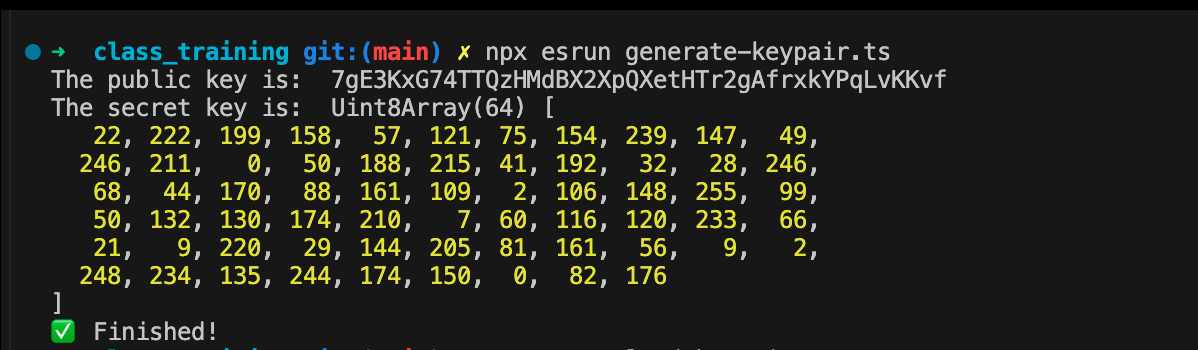 ➜  class_training git:(main) ✗ npx esrun generate-keypair.ts
The public key is:  7gE3KxG74TTQzHMdBX2XpQXetHTr2gAfrxkYPqLvKKvf
The secret key is:  Uint8Array(64) [
   22, 222, 199, 158,  57, 121, 75, 154, 239, 147,  49,
  246, 211,   0,  50, 188, 215, 41, 192,  32,  28, 246,
   68,  44, 170,  88, 161, 109,  2, 106, 148, 255,  99,
   50, 132, 130, 174, 210,   7, 60, 116, 120, 233,  66,
   21,   9, 220,  29, 144, 205, 81, 161,  56,   9,   2,
  248, 234, 135, 244, 174, 150,  0,  82, 176
]
✅ Finished!